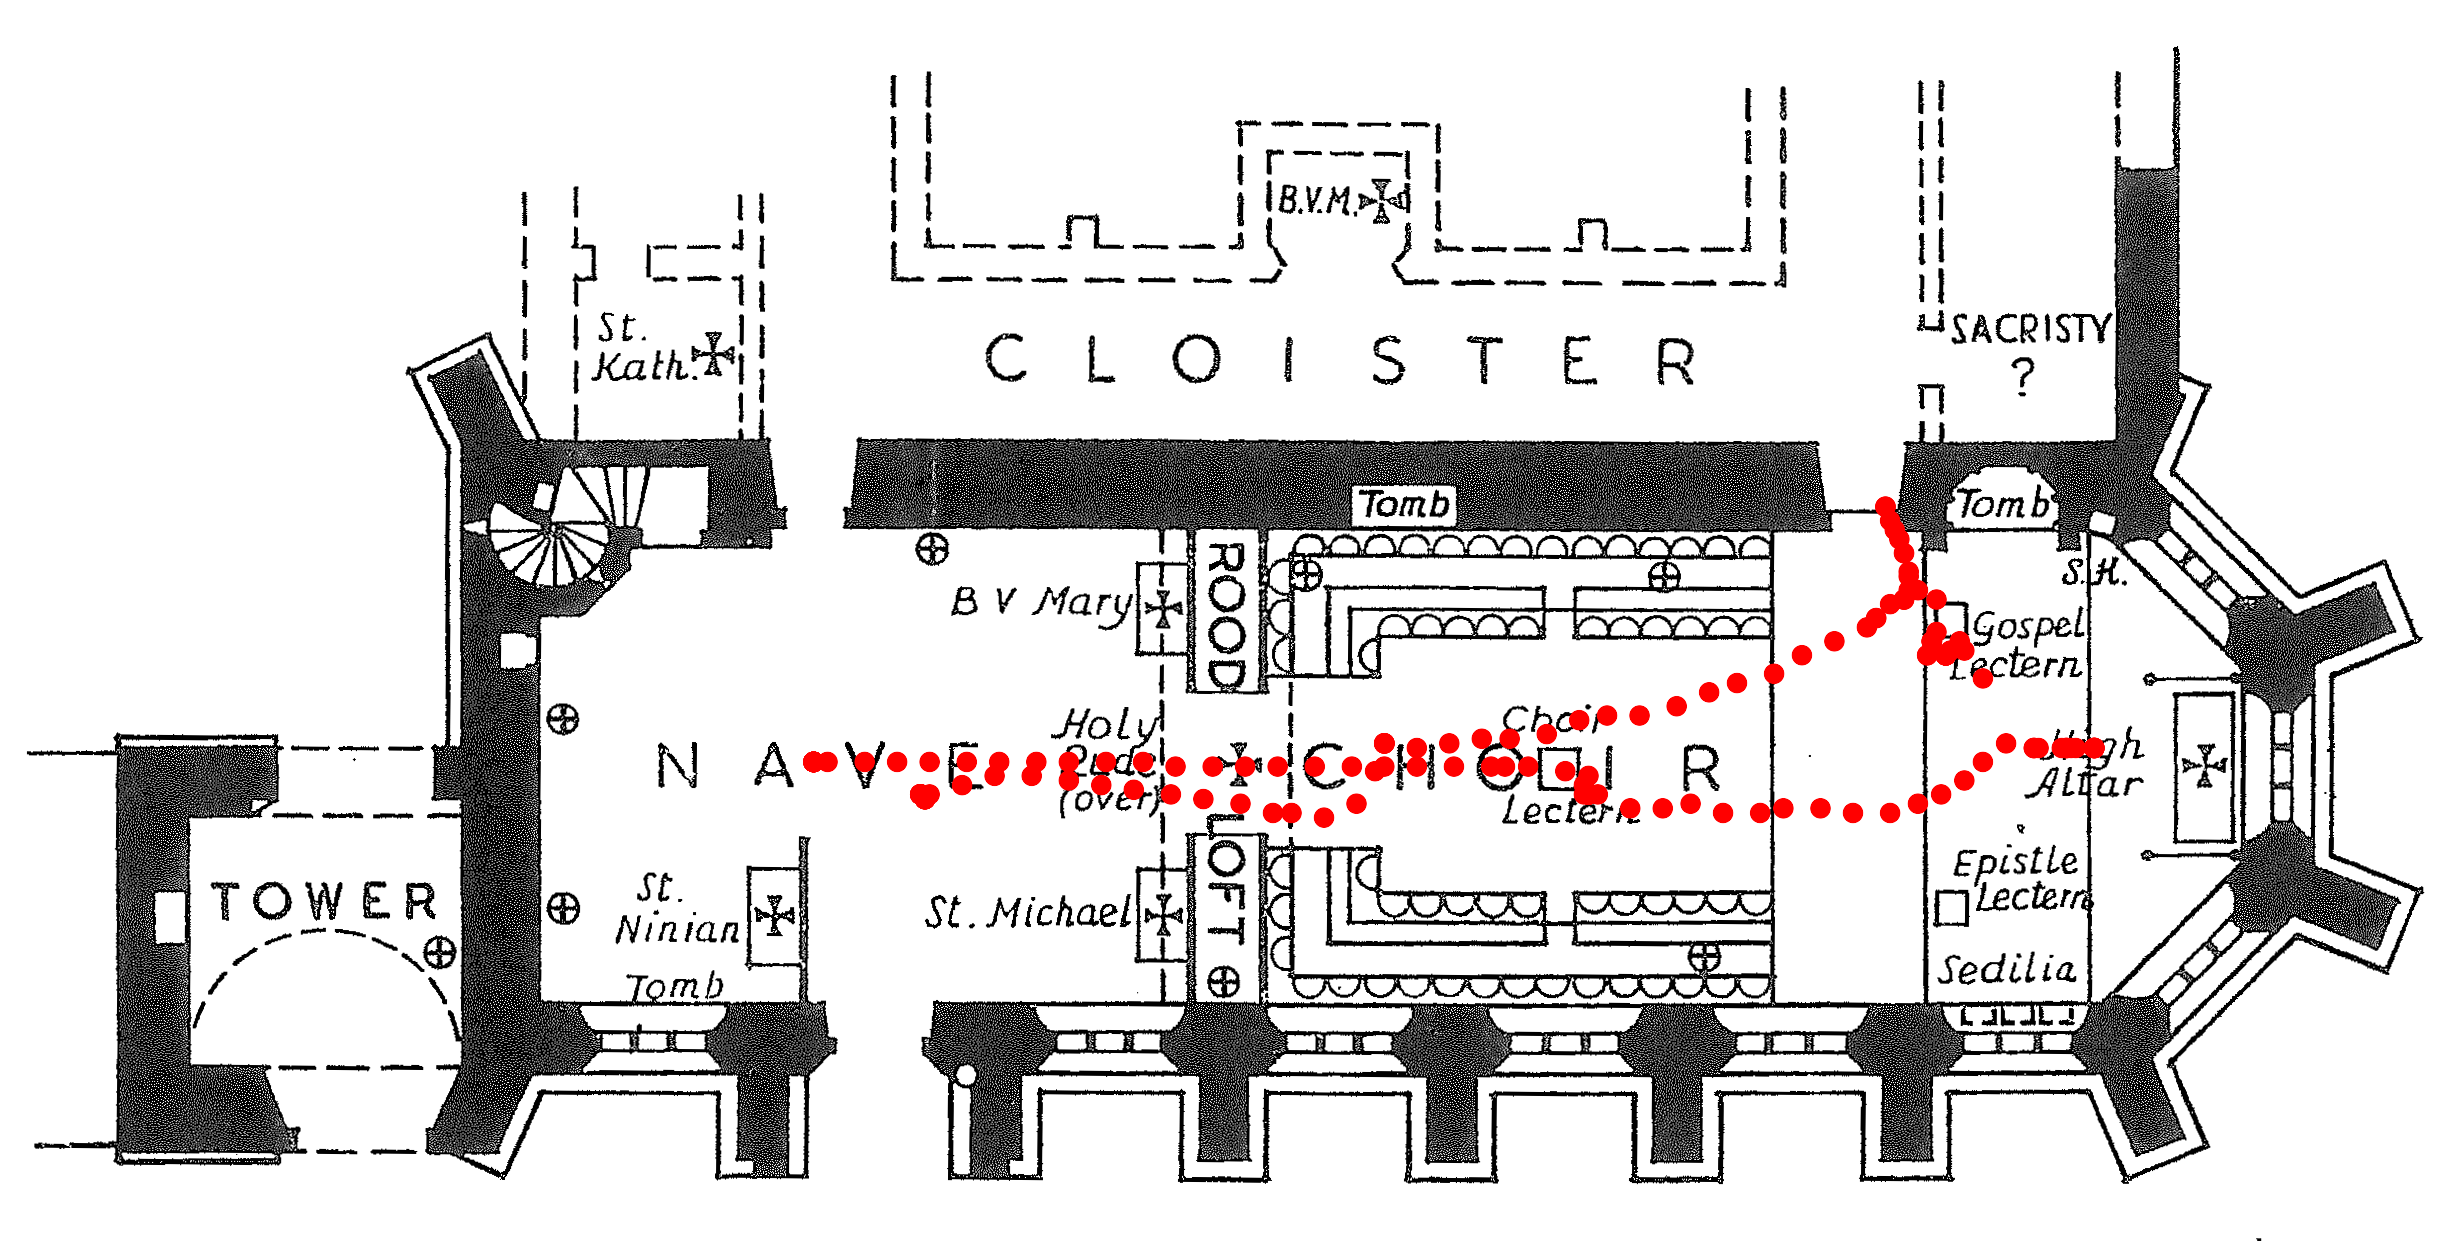 B.V.M.
St.
Kath.
CLOISTER
SACRISTY
?
Tomb
Tomb
S.H.
ROOD
LOFT
B V Mary
Gospel
Lectern
Holy
Rude
(over)
NAVE
CHOIR
Choir
Lectern
High
Altar
TOWER
St.
Ninian
St. Michael
Epistle
Lectern
Tomb
Sedilia